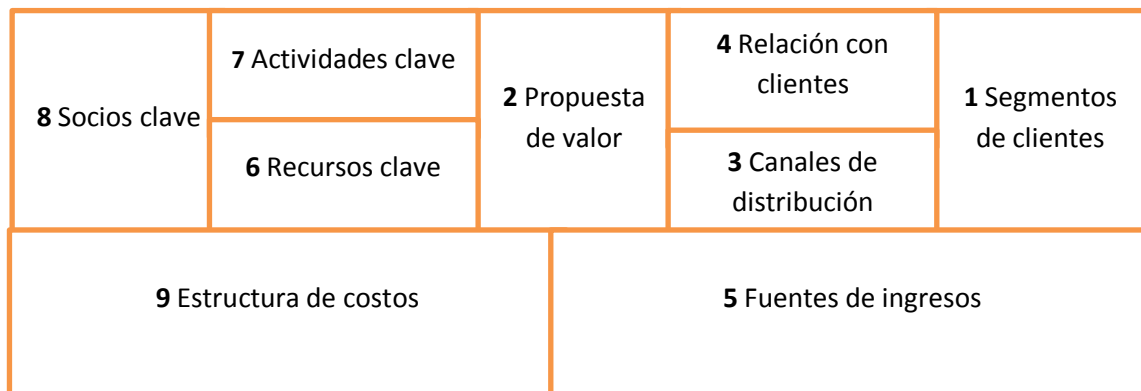 8 Socios clave
7 Actividades clave
6 Recursos clave
2 Propuesta
de valor
4 Relación con
clientes
3 Canales de
distribución
1 Segmentos
de clientes
9 Estructura de costos
5 Fuentes de ingresos